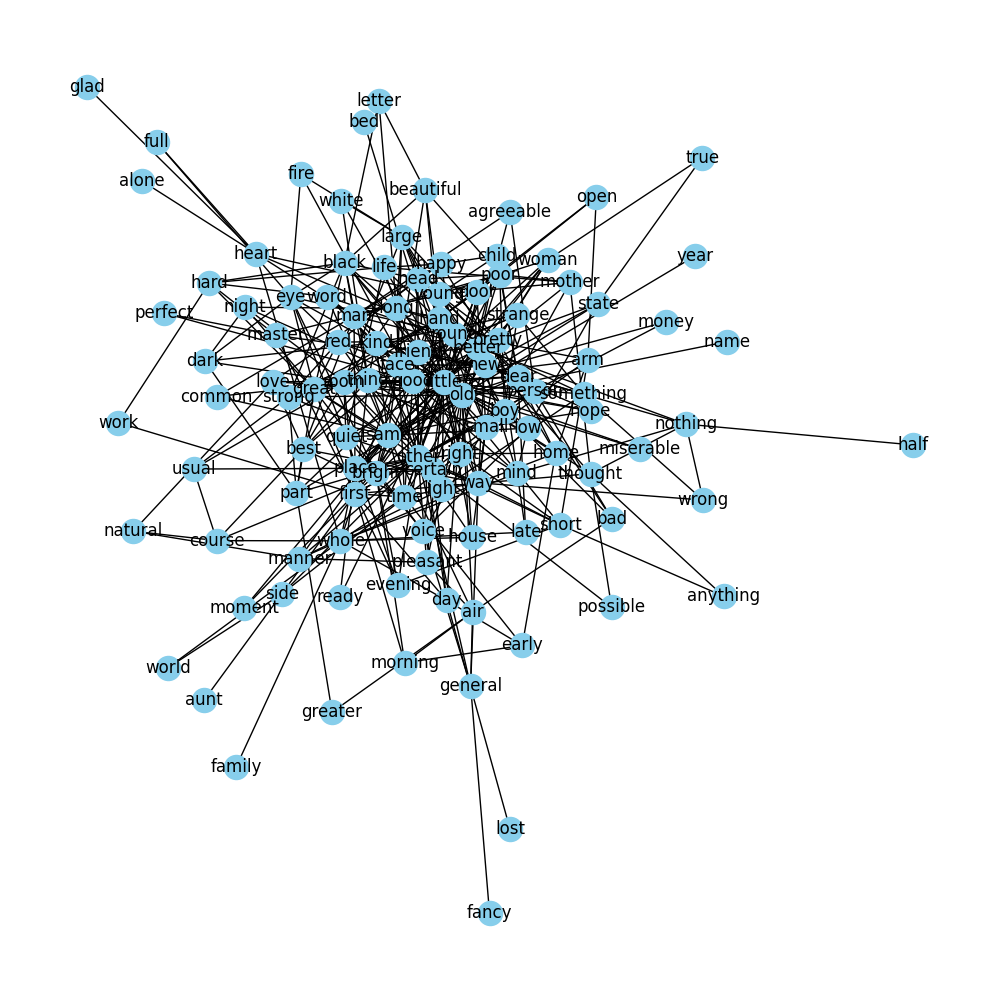 glad
letter
bed
full
true
fire
alone
beautiful
white
open
agreeable
large
heart
child
year
woman
black
life
happy
poor
hard
head
mother
eye
word
young
door
state
night
long
perfect
man
hand
strange
money
master
round
red
kind
pretty
name
better
friend
dark
arm
face
new
dear
love
room
thing
good
little
great
person
something
common
strong
old
boy
hope
small
low
nothing
quiet
same
half
best
right
home
miserable
other
usual
place
bright
certain
mind
thought
way
part
first
time
light
wrong
bad
short
natural
voice
late
course
whole
house
manner
pleasant
evening
side
ready
day
air
moment
possible
anything
early
morning
world
general
aunt
greater
family
lost
fancy